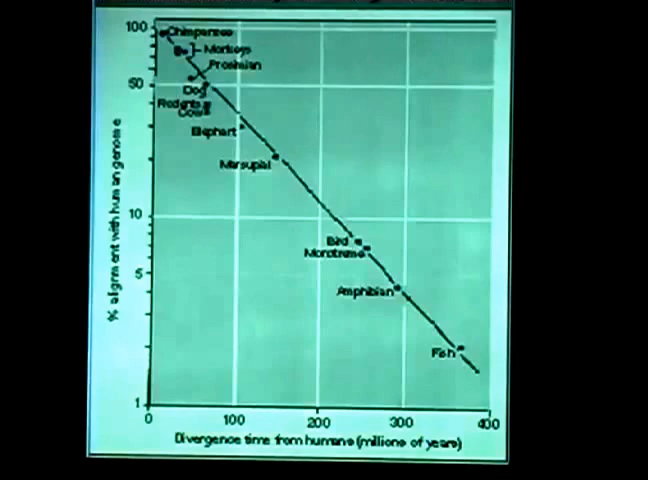 100
Chimpanzee
Monkeys
Prosimian
50
Dog
Rodents
Cow
Elephant
Marsupial
10
Bird
Monotreme
5
Amphibian
Fish
1
0
100
200
300
400
% alignment with human genome
Divergence time from humans (millions of years)